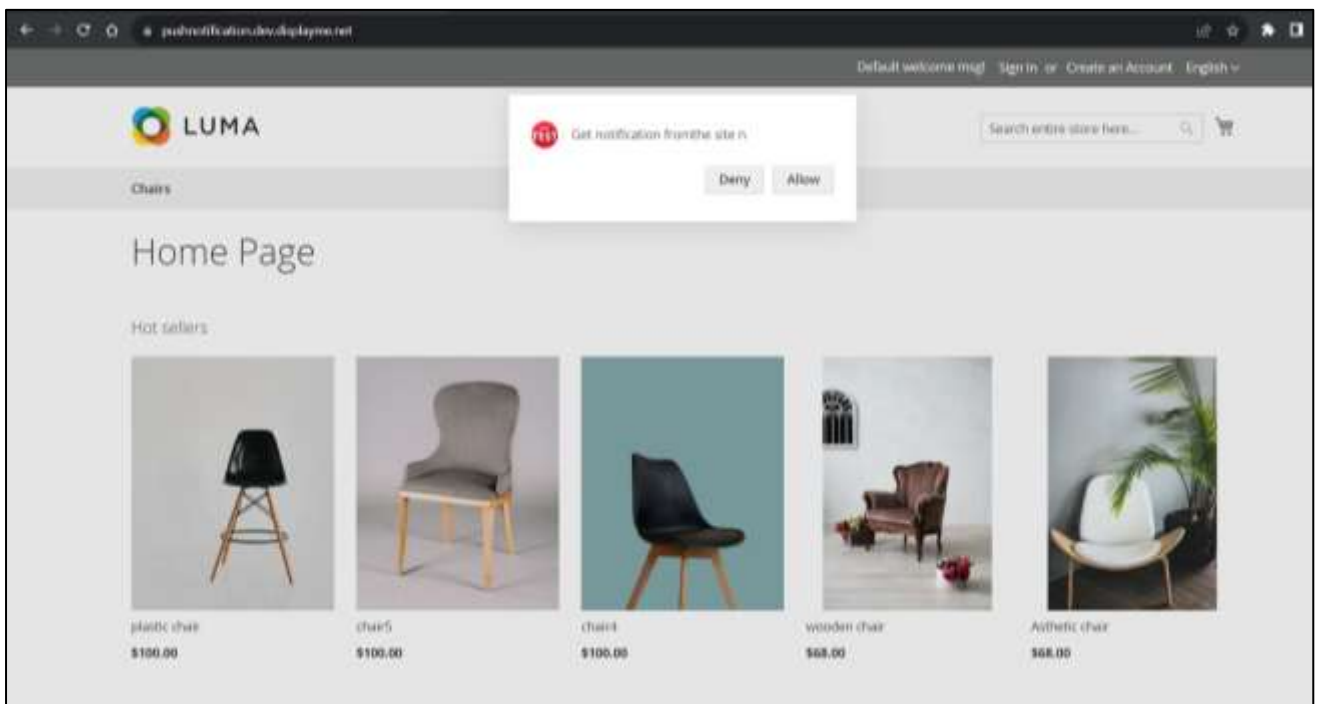 pushnotification.dev.displayme.net
Default welcome msg! Sign In or Create an Account English
LUMA
TEST
Get notification fromthe site n
Search entire store here...
Deny Allow
Chairs
Home Page
Hot sellers
plastic chair chair5 chair4 wooden chair Asthetic chair
$100.00 $100.00 $100.00 $68.00 $68.00